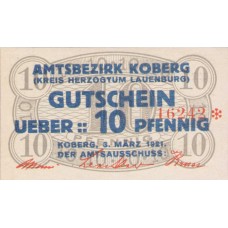 AMTSBEZIRK KOBERG
(KREIS HERZOGTUM LAUENBURG)
10 10
GUTSCHEIN
16242*
UEBER :: 10 PFENNIG
KOBERG, 3. MÄRZ 1921.
DER AMTSAUSSCHUSS:
10 10